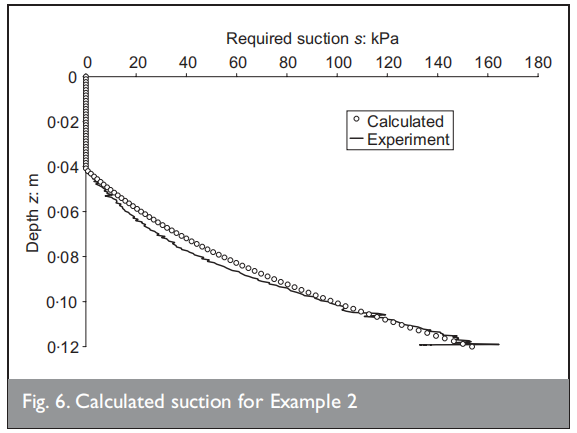 Required suction s: kPa
0 20 40 60 80 100 120 140 160 180
0
0·02
0·04
0·06
0·08
0·10
0·12
Depth z: m
Calculated
Experiment
Fig. 6. Calculated suction for Example 2